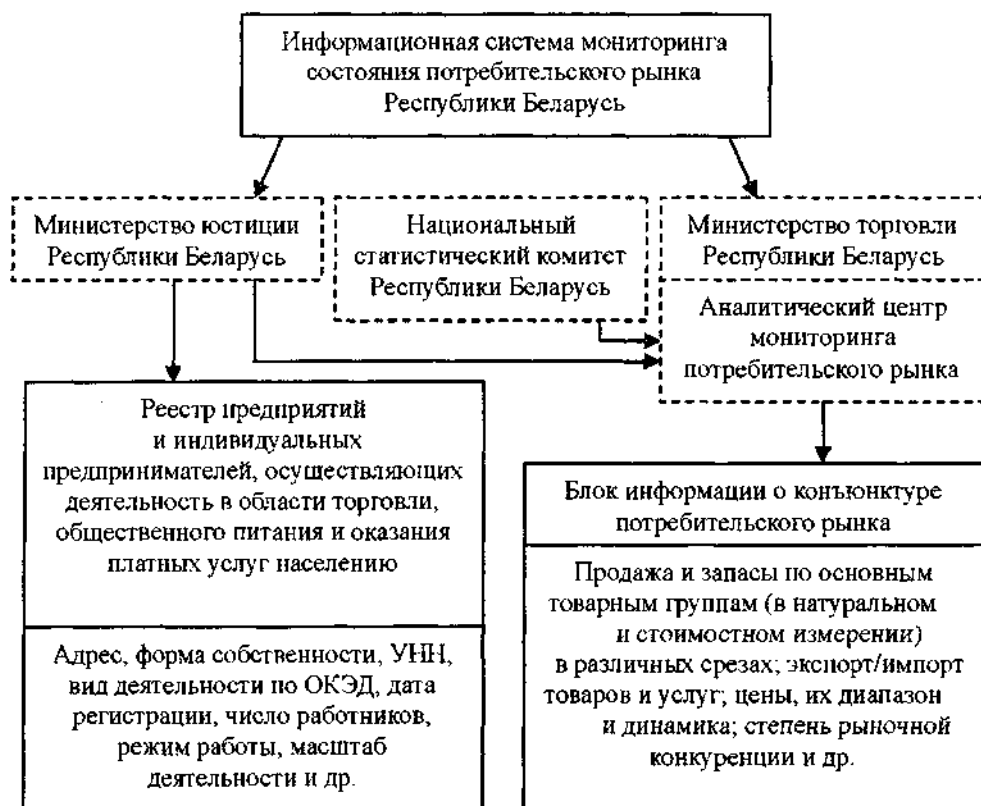 Информационная система мониторинга
состояния потребительского рынка
Республики Беларусь
Министерство юстиции
Республики Беларусь
Национальный
статистический комитет
Республики Беларусь
Министерство торговли
Республики Беларусь
Аналитический центр
мониторинга
потребительского рынка
Реестр предприятий
и индивидуальных
предпринимателей, осуществляющих
деятельность в области торговли,
общественного питания и оказания
платных услуг населению
Адрес, форма собственности, УНН,
вид деятельности по ОКЭД, дата
регистрации, число работников,
режим работы, масштаб
деятельности и др.
Блок информации о конъюнктуре
потребительского рынка
Продажа и запасы по основным
товарным группам (в натуральном
и стоимостном измерении)
в различных срезах; экспорт/импорт
товаров и услуг; цены, их диапазон
и динамика; степень рыночной
конкуренции и др.